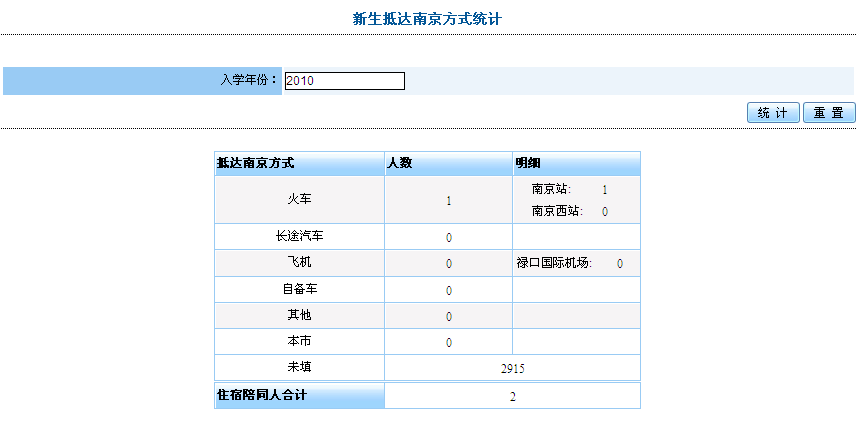 新生抵达南京方式统计
入学年份： 2010
统 计 重 置
抵达南京方式 人数 明细
火车 1 南京站: 1
南京西站: 0
长途汽车 0
飞机 0 禄口国际机场: 0
自备车 0
其他 0
本市 0
未填 2915
住宿陪同人合计 2